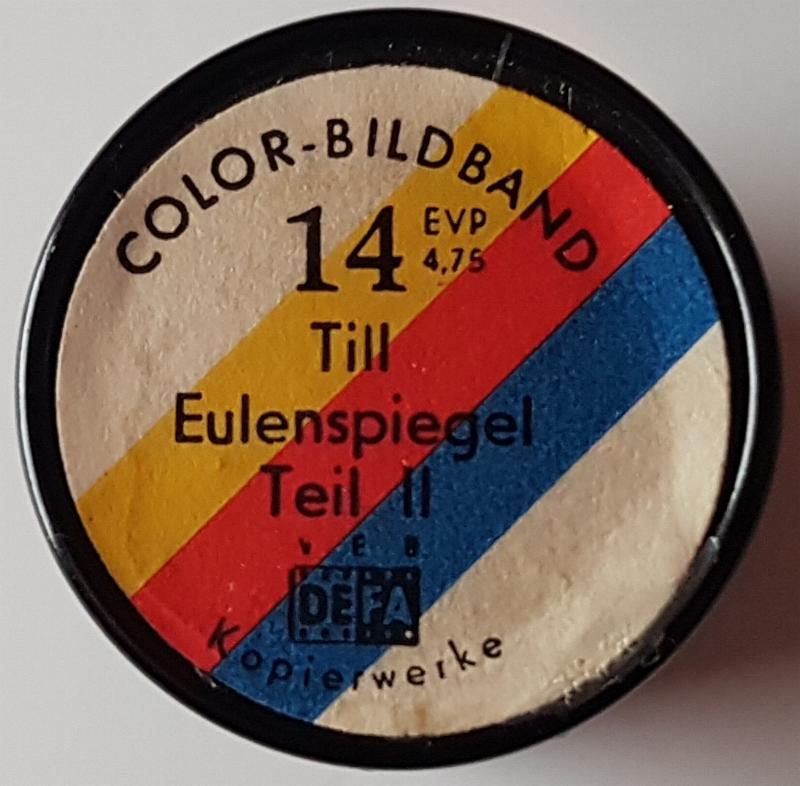 COLOR-BILDBAND
14 EVP
4,75
Till
Eulenspiegel
Teil II
VEB
DEFA
Kopierwerke